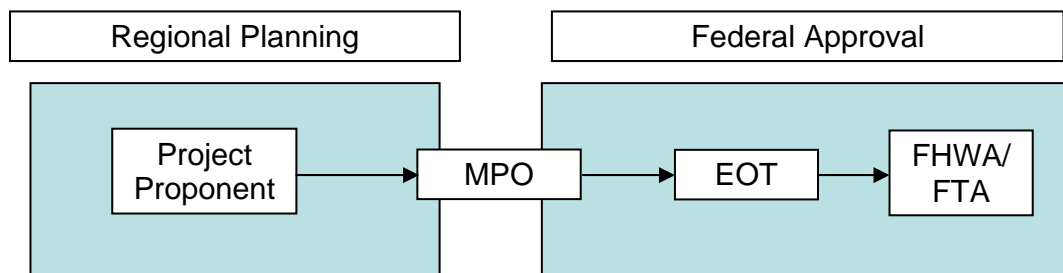 Regional Planning
Federal Approval
Project
Proponent
MPO
EOT
FHWA/
FTA